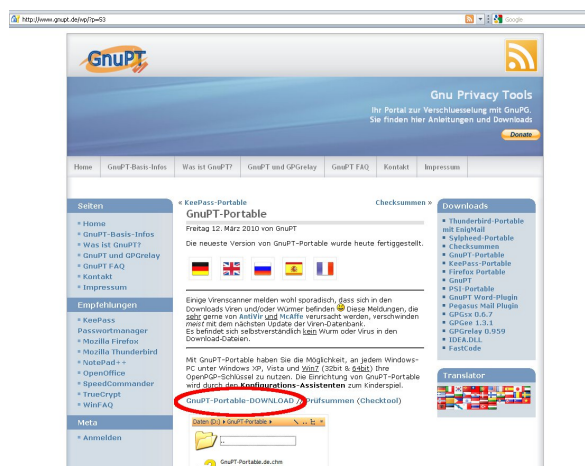 http://www.gnupt.de/wp/?p=53
Google
GnuPT
Gnu Privacy Tools
Ihr Portal zur Verschluesselung mit GnuPG.
Sie finden hier Anleitungen und Downloads
Donate
Home
GnuPT-Basis-Infos
Was ist GnuPT?
GnuPT und GPGrelay
GnuPT FAQ
Kontakt
Impressum
Seiten
Home
GnuPT-Basis-Infos
Was ist GnuPT?
GnuPT und GPGrelay
GnuPT FAQ
Kontakt
Impressum
Empfehlungen
KeePass
Passwortmanager
Mozilla Firefox
Mozilla Thunderbird
NotePad++
OpenOffice
SpeedCommander
TrueCrypt
WinFAQ
Meta
Anmelden
« KeePass-Portable
Checksummen »
GnuPT-Portable
Freitag 12. März 2010 von GnuPT
Die neueste Version von GnuPT-Portable wurde heute fertiggestellt.
Einige Virenscanner melden wohl sporadisch, dass sich in den
Downloads Viren und/oder Würmer befinden Diese Meldungen, die
sehr gerne von AntiVir und McAffe verursacht werden, verschwinden
meist mit dem nächsten Update der Viren-Datenbank.
Es befindet sich selbstverständlich kein Wurm oder Virus in den
Download-Dateien.
Mit GnuPT-Portable haben Sie die Möglichkeit, an jedem Windows-
PC unter Windows XP, Vista und Win7 (32bit & 64bit) Ihre
OpenPGP-Schlüssel zu nutzen. Die Einrichtung von GnuPT-Portable
wird durch den Konfigurations-Assistenten zum Kinderspiel.
GnuPT-Portable-DOWNLOAD // Prüfsummen (Checktool)
Daten (D:) GnuPT-Portable
..
GnuPT-Portable.de.chm
Downloads
Thunderbird-Portable
mit EnigMail
Sylpheed-Portable
Checksummen
GnuPT-Portable
KeePass-Portable
Firefox Portable
GnuPT
PSI-Portable
GnuPT Word-Plugin
Pegasus Mail Plugin
GPGsx 0.6.7
GPGee 1.3.1
GPGrelay 0.959
IDEA.DLL
FastCode
Translator